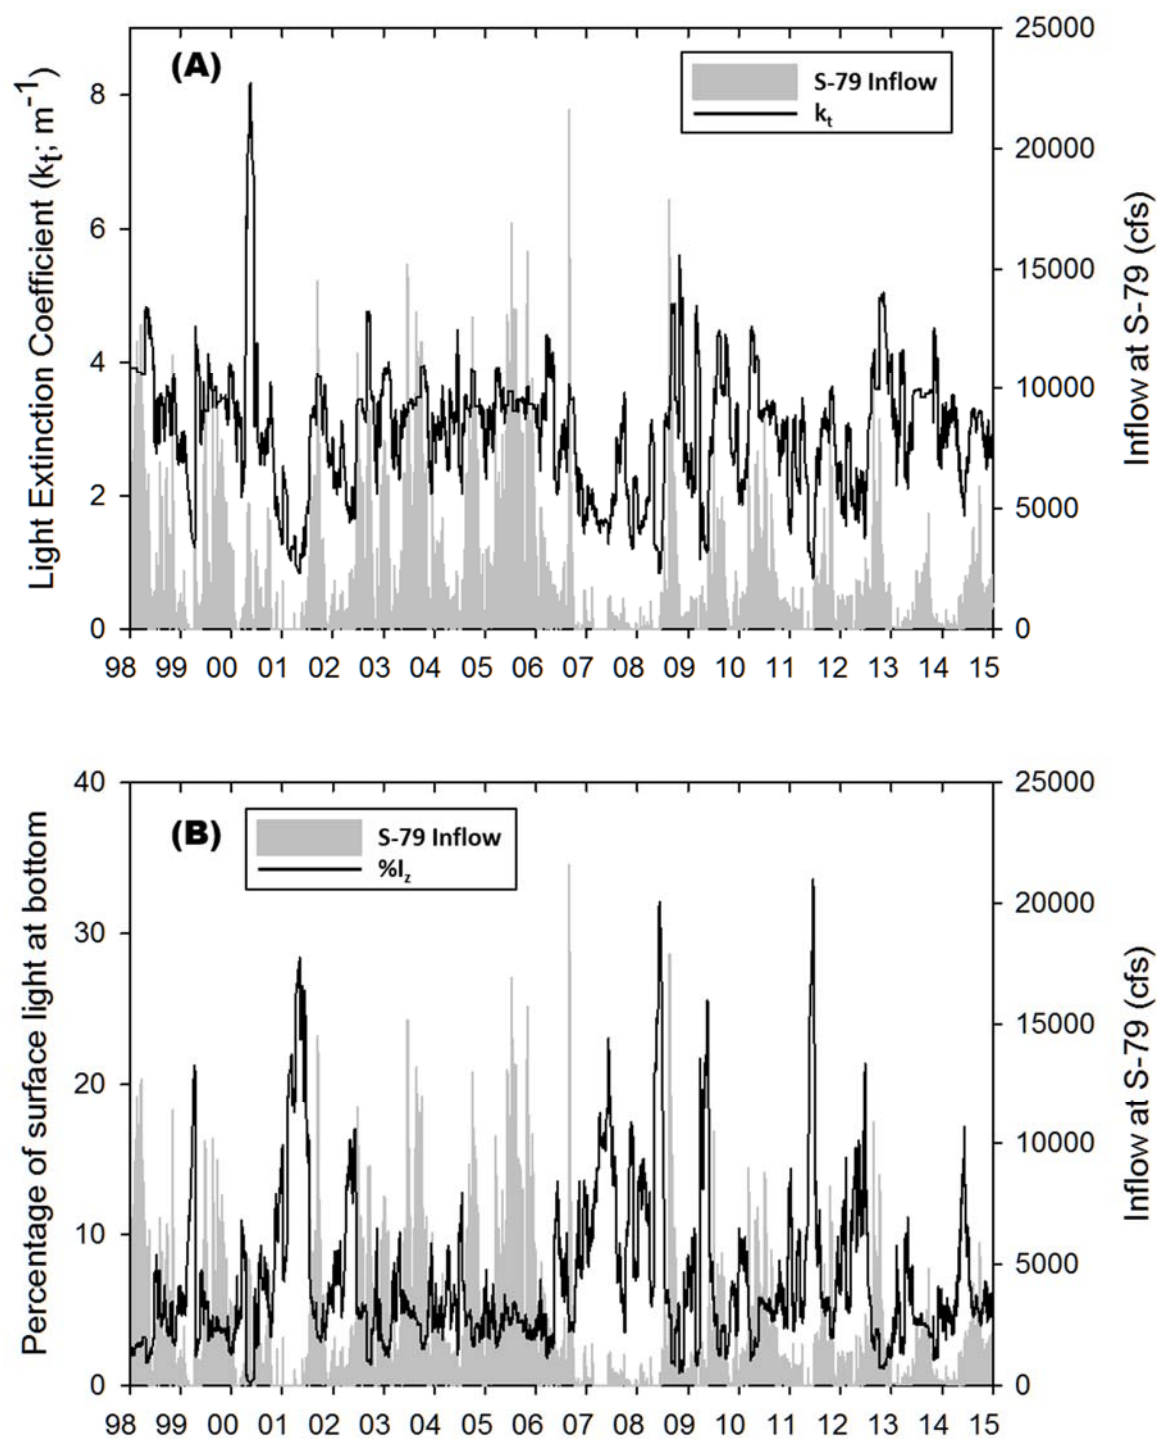 (A)
S-79 Inflow
kt
Light Extinction Coefficient (kt; m-1)
8
6
4
2
0
25000
20000
15000
10000
5000
0
Inflow at S-79 (cfs)
98 99 00 01 02 03 04 05 06 07 08 09 10 11 12 13 14 15
(B)
S-79 Inflow
%Iz
Percentage of surface light at bottom
40
30
20
10
0
25000
20000
15000
10000
5000
0
Inflow at S-79 (cfs)
98 99 00 01 02 03 04 05 06 07 08 09 10 11 12 13 14 15